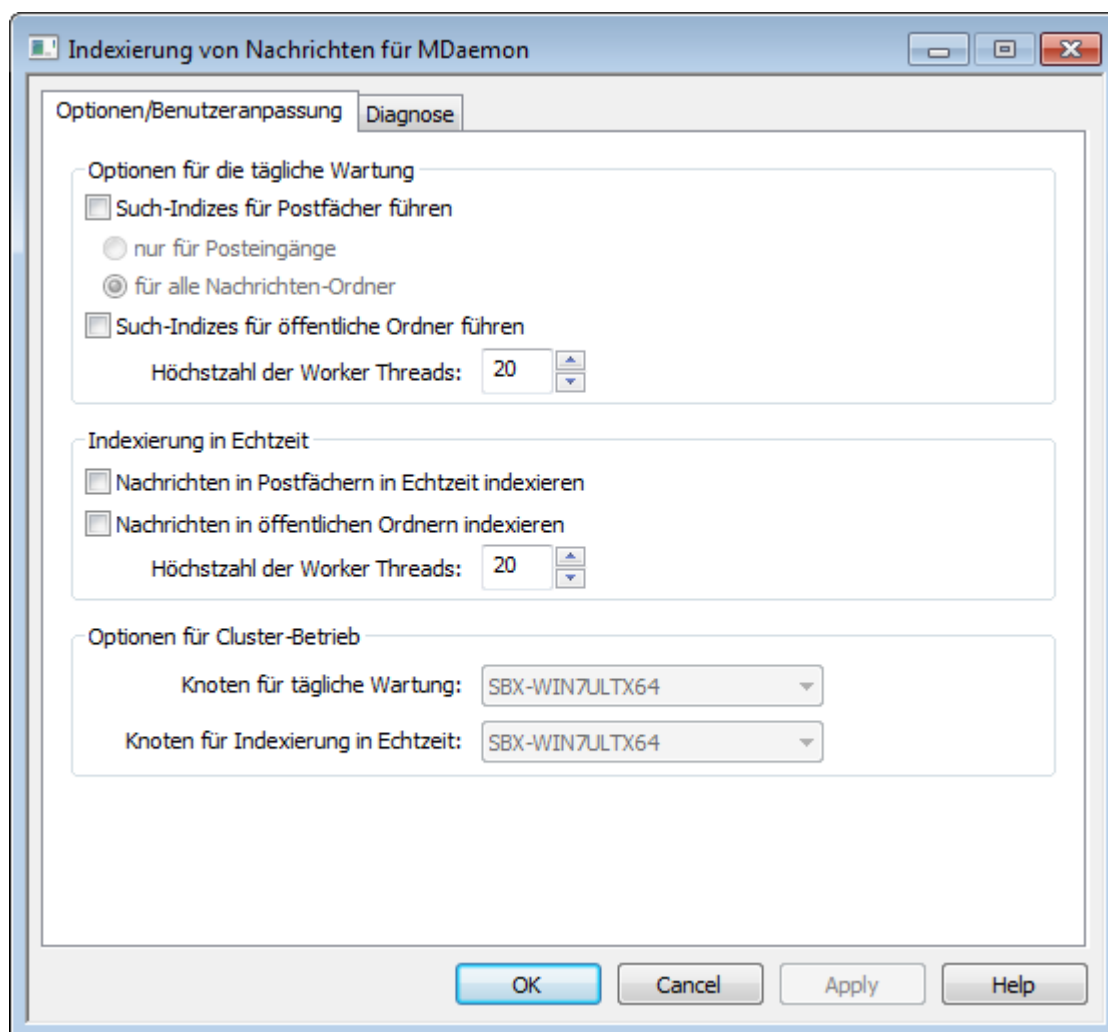 Indexierung von Nachrichten für MDaemon
Optionen/Benutzeranpassung
Diagnose
Optionen für die tägliche Wartung
Such-Indizes für Postfächer führen
nur für Posteingänge
für alle Nachrichten-Ordner
Such-Indizes für öffentliche Ordner führen
Höchstzahl der Worker Threads: 20
Indexierung in Echtzeit
Nachrichten in Postfächern in Echtzeit indexieren
Nachrichten in öffentlichen Ordnern indexieren
Höchstzahl der Worker Threads: 20
Optionen für Cluster-Betrieb
Knoten für tägliche Wartung: SBX-WIN7ULTX64
Knoten für Indexierung in Echtzeit: SBX-WIN7ULTX64
OK Cancel Apply Help